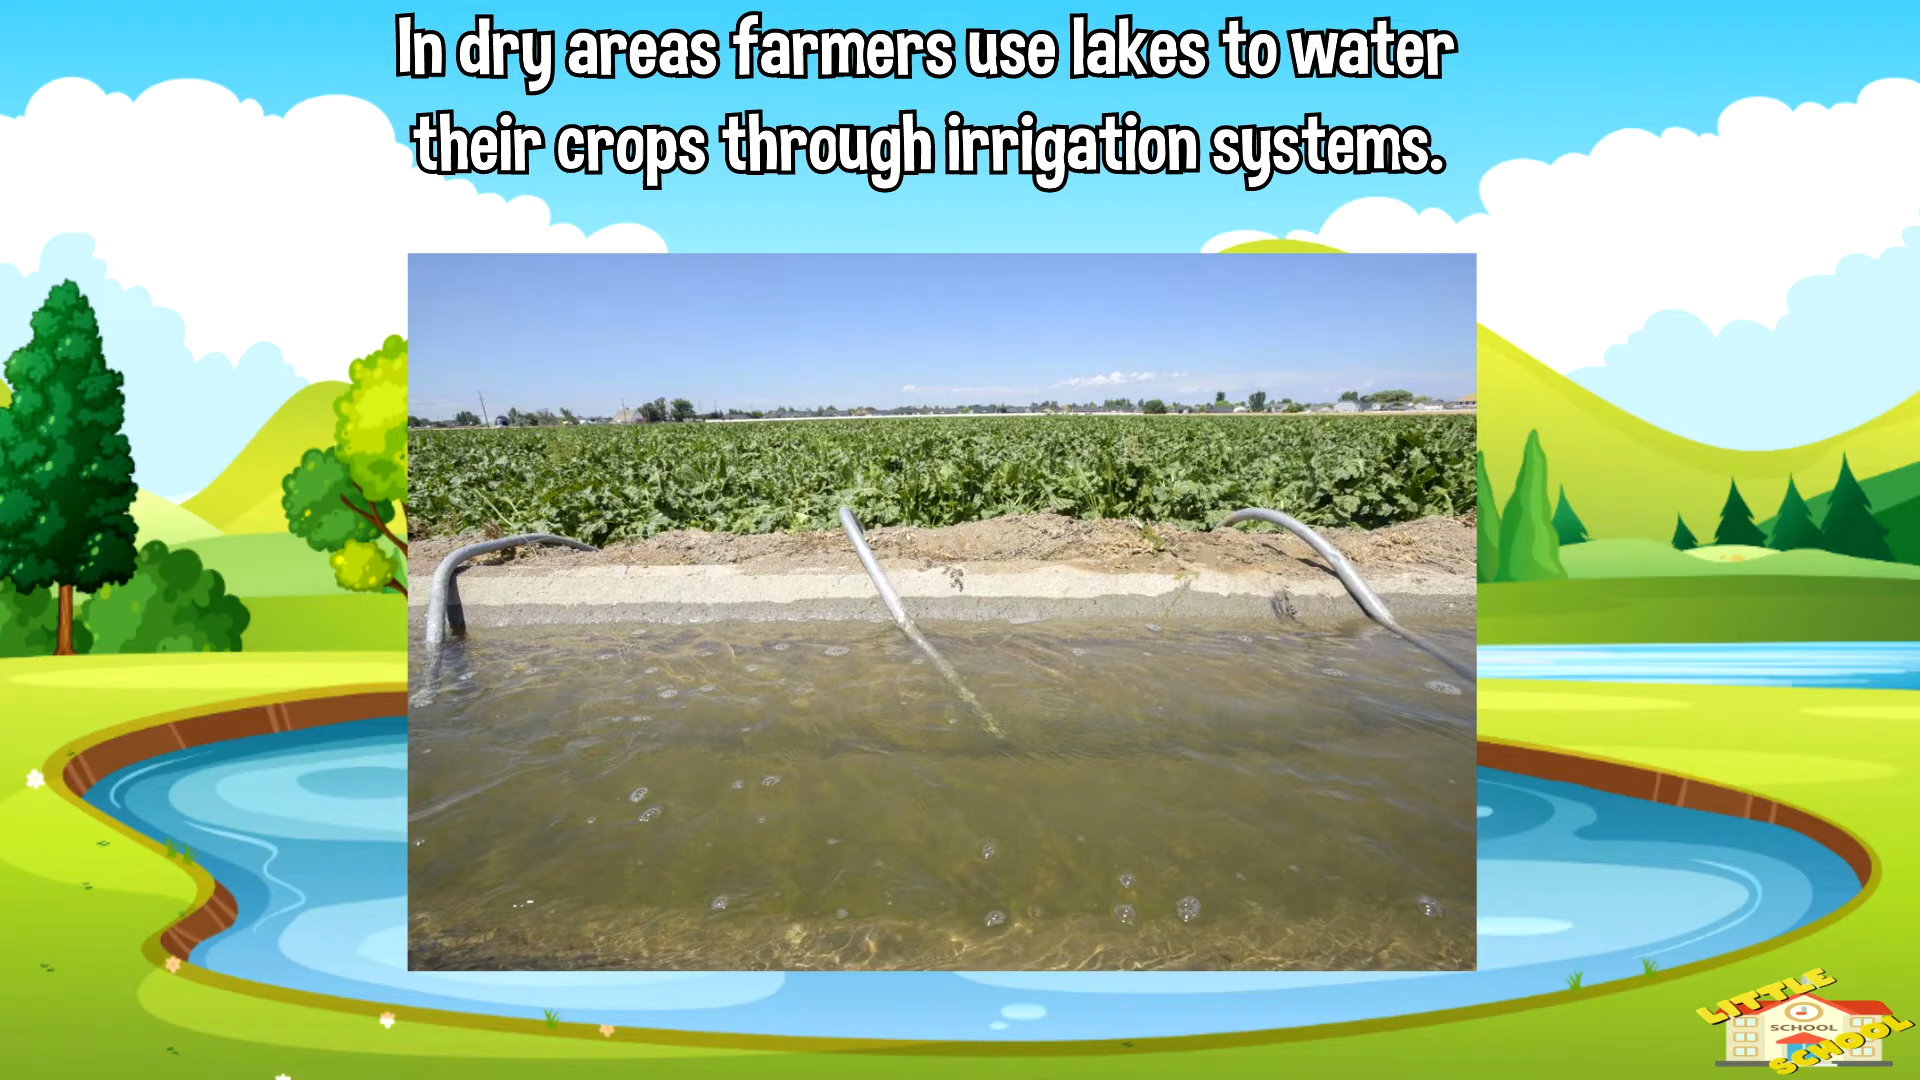 In dry areas farmers use lakes to water
their crops through irrigation systems.
LITTLE
SCHOOL
SCHOOL